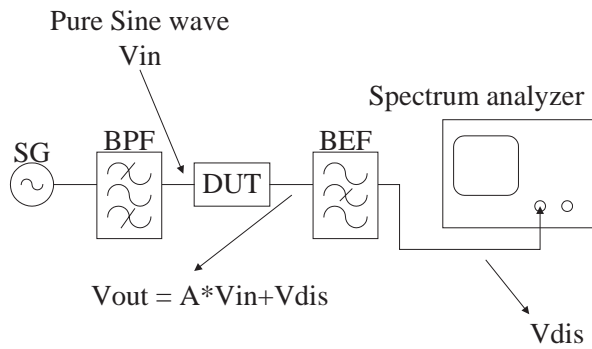 Pure Sine wave
Vin
Spectrum analyzer
SG
BPF
DUT
BEF
Vout = A*Vin+Vdis
Vdis